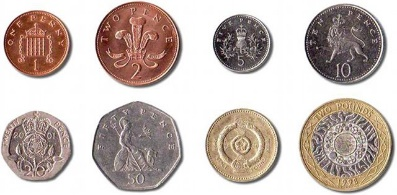 ONE PENNY
1
TWO PENCE
2
FIVE PENCE
5
TEN PENCE
10
TWENTY PENCE
20
FIFTY PENCE
50
TWO POUNDS